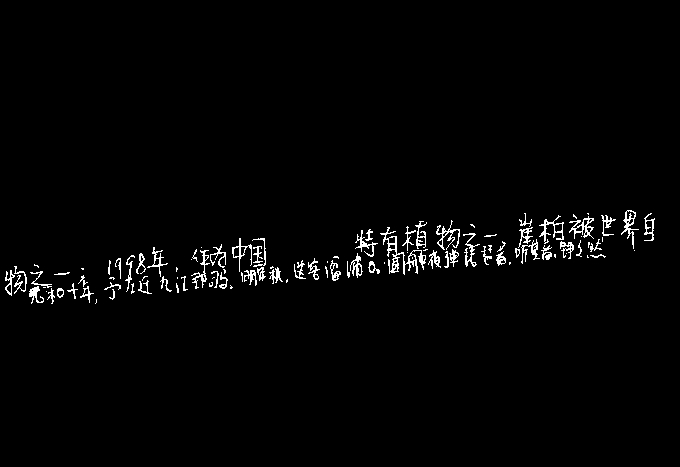 物之一。1998年，作为中国 特有植物之一，崖柏被世界自
元和十年，予左迁九江郡司马。明年秋，送客湓浦口，闻舟中夜弹琵琶者，听其音，铮铮然